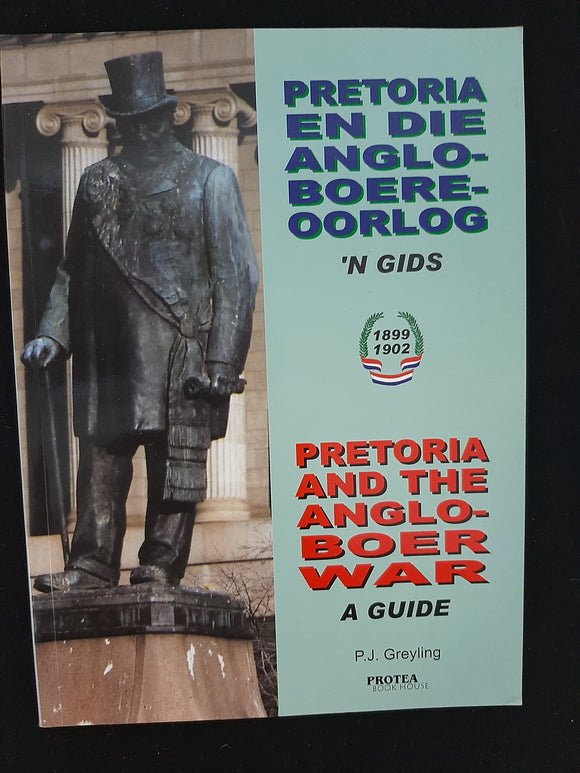 PRETORIA
EN DIE
ANGLO-
BOERE-
OORLOG
'N GIDS
1899
1902
PRETORIA
AND THE
ANGLO-
BOER
WAR
A GUIDE
P.J. Greyling
PROTEA
BOOK HOUSE